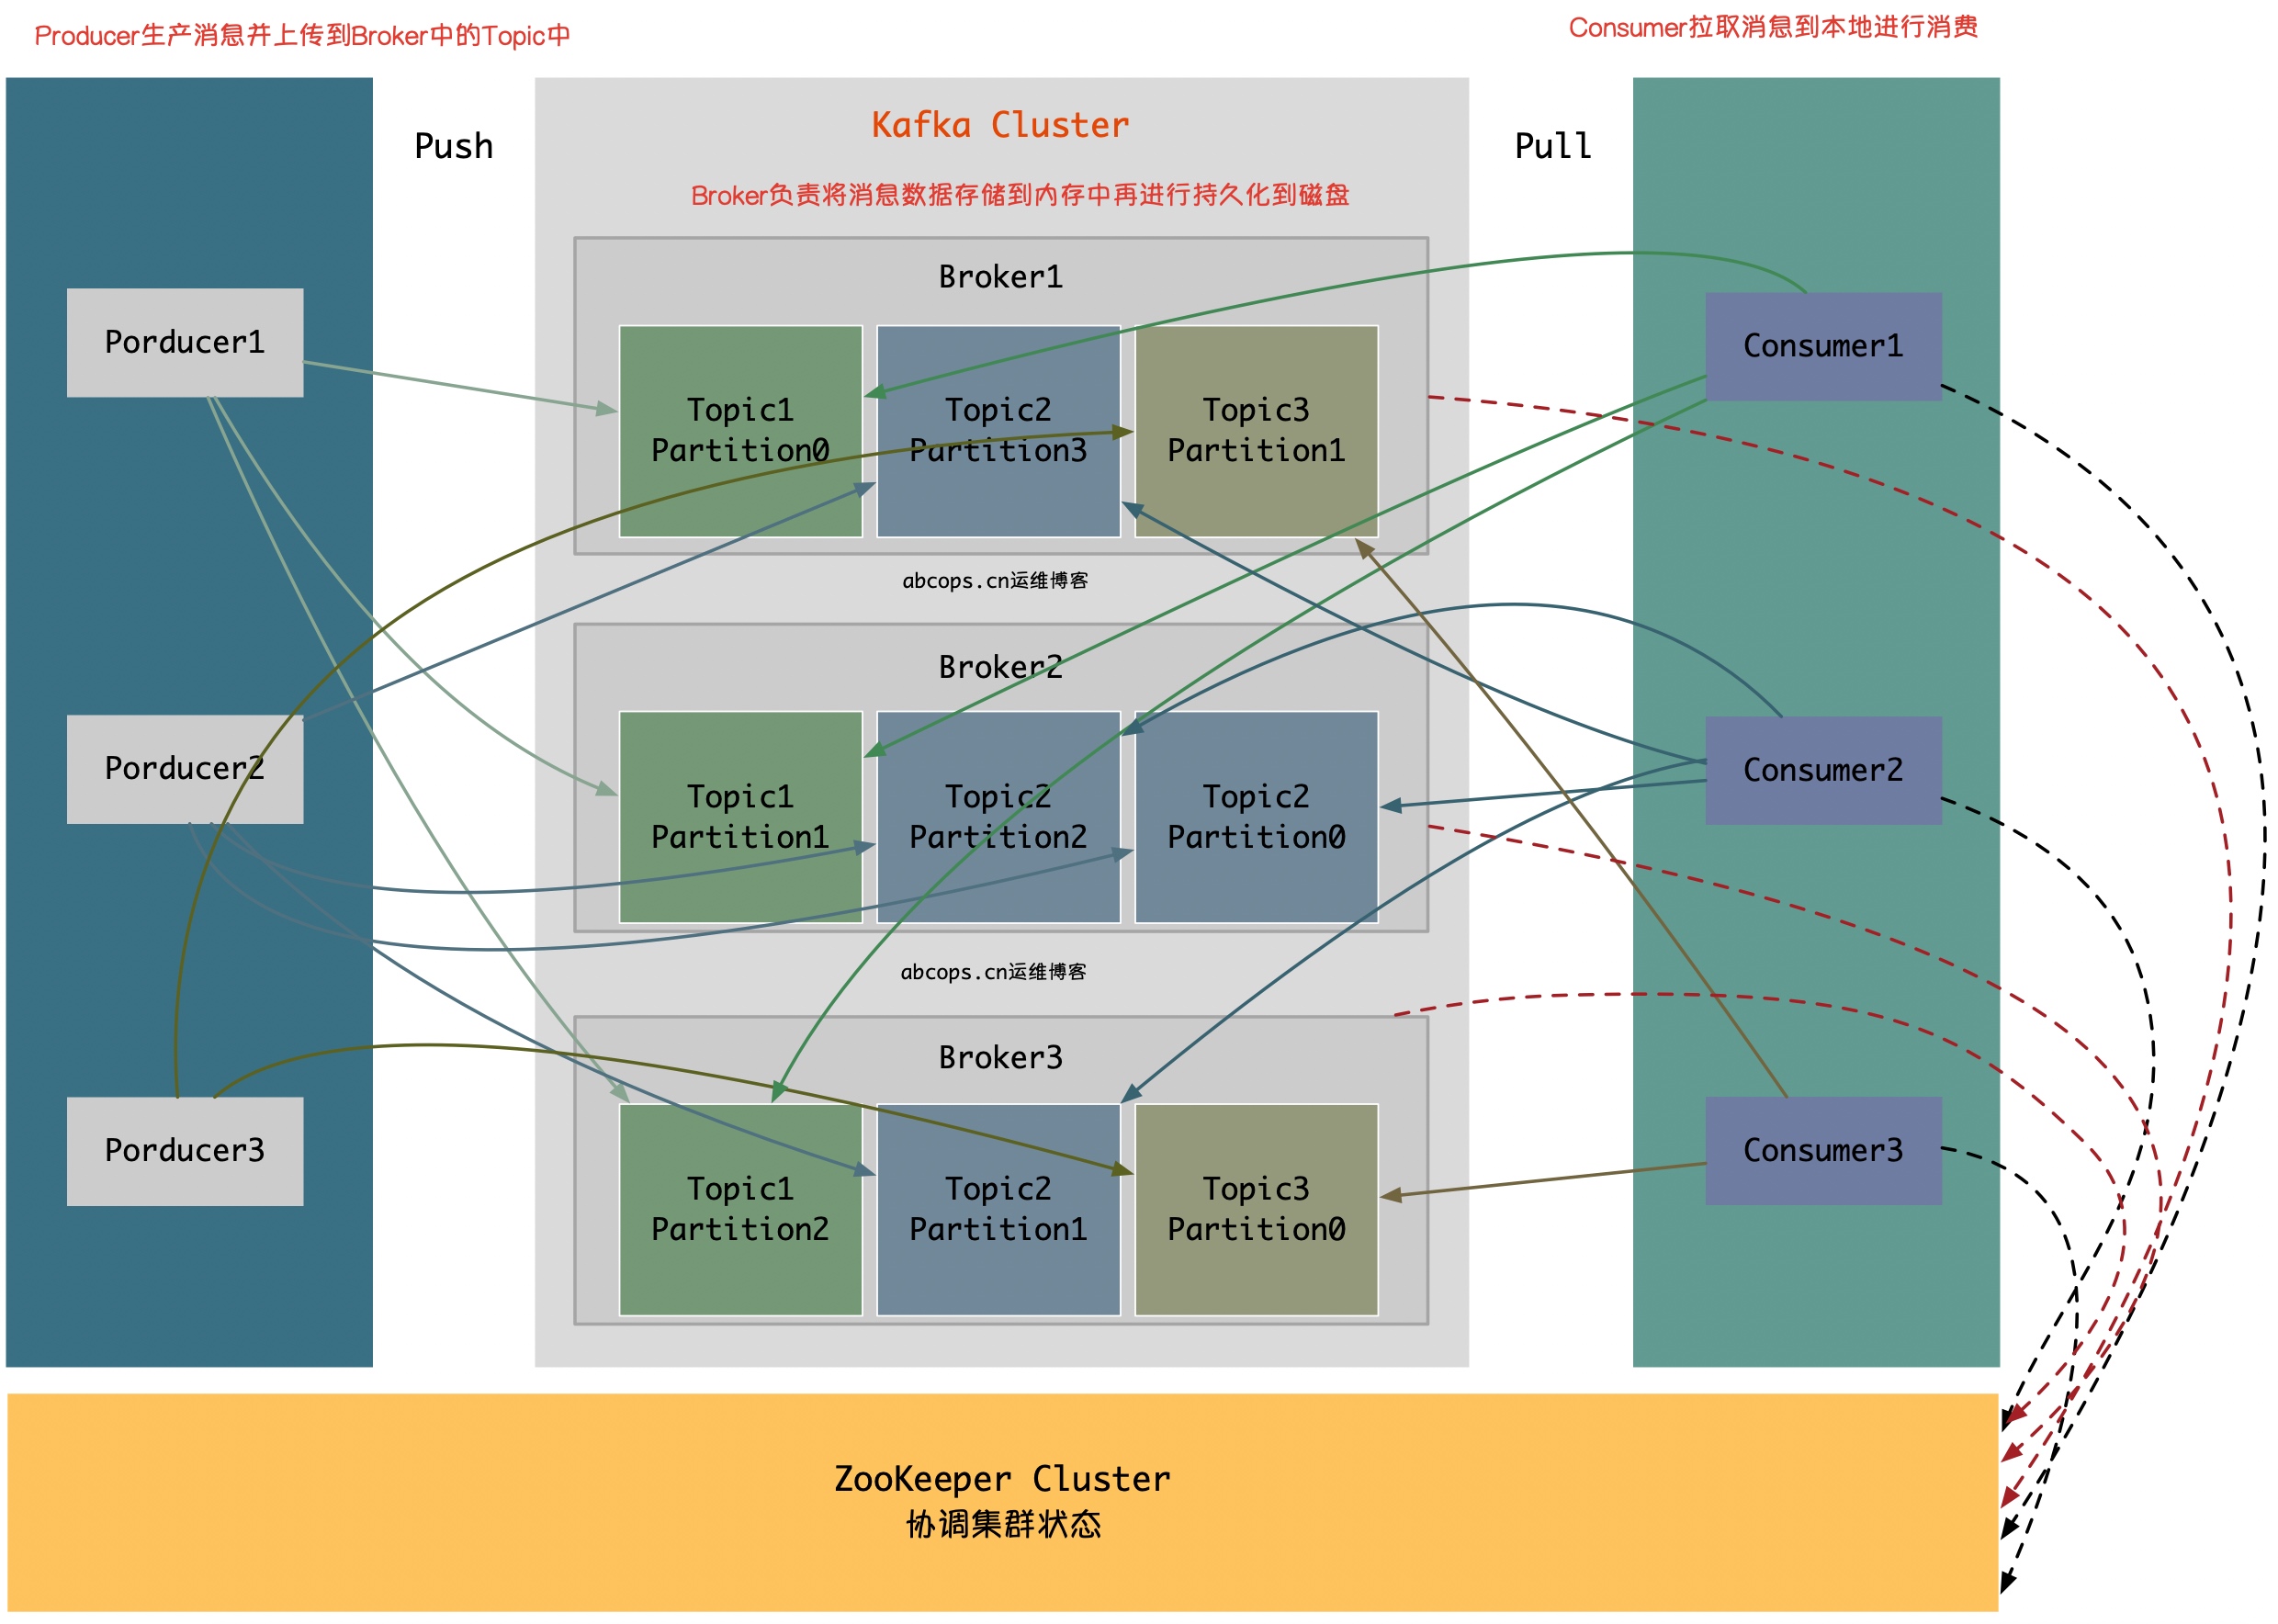 Producer生产消息并上传到Broker中的Topic中
Consumer拉取消息到本地进行消费
Push
Kafka Cluster
Pull
Broker负责将消息数据存储到内存中再进行持久化到磁盘
Broker1
Porducer1
Consumer1
Topic1
Partition0
Topic2
Partition3
Topic3
Partition1
abcops.cn运维博客
Broker2
Porducer2
Consumer2
Topic1
Partition1
Topic2
Partition2
Topic2
Partition0
abcops.cn运维博客
Broker3
Porducer3
Consumer3
Topic1
Partition2
Topic2
Partition1
Topic3
Partition0
ZooKeeper Cluster
协调集群状态